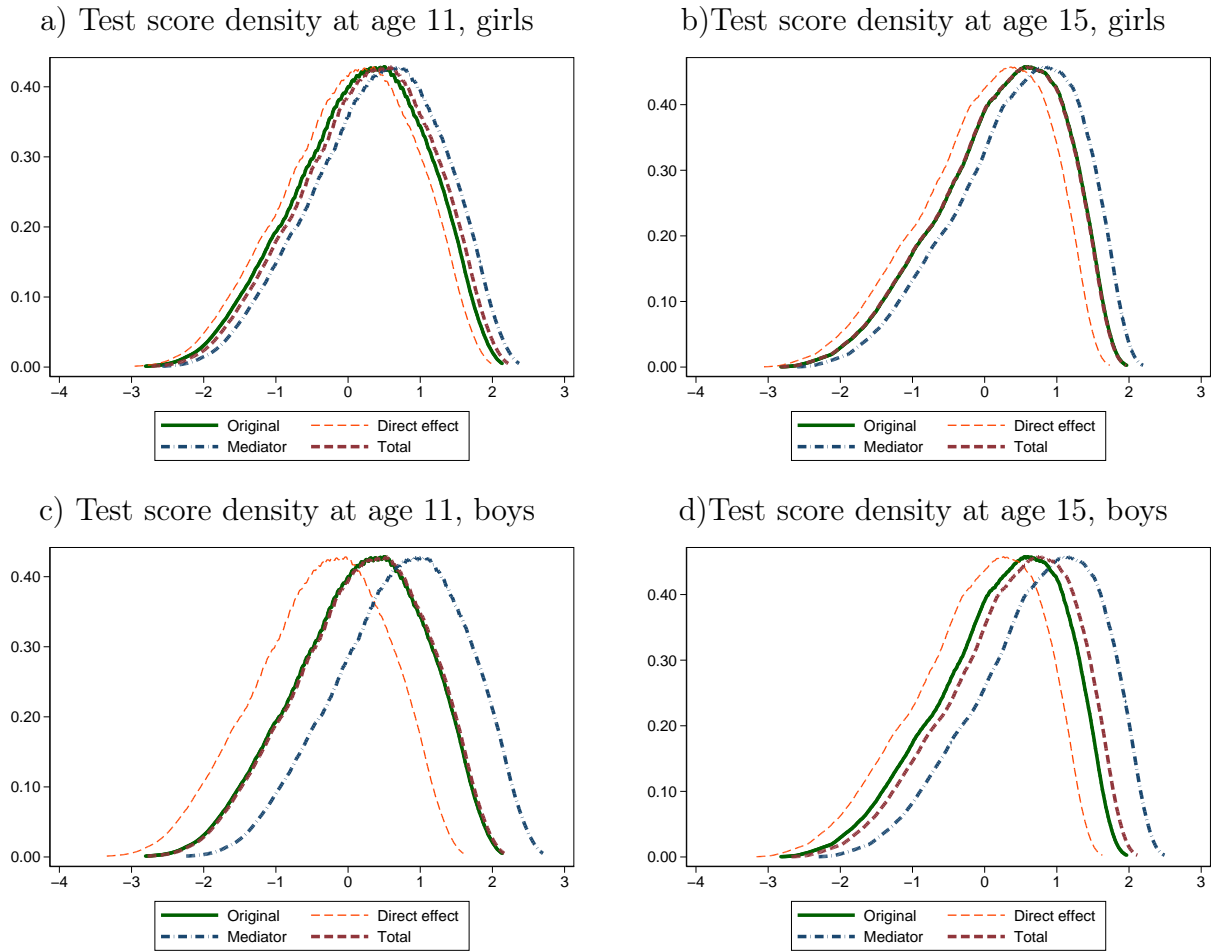 a) Test score density at age 11, girls
b)Test score density at age 15, girls
0.40
0.30
0.20
0.10
0.00
−4 −3 −2 −1 0 1 2 3
Original Direct effect
Mediator Total
0.40
0.30
0.20
0.10
0.00
−4 −3 −2 −1 0 1 2 3
Original Direct effect
Mediator Total
c) Test score density at age 11, boys
d)Test score density at age 15, boys
0.40
0.30
0.20
0.10
0.00
−4 −3 −2 −1 0 1 2 3
Original Direct effect
Mediator Total
0.40
0.30
0.20
0.10
0.00
−4 −3 −2 −1 0 1 2 3
Original Direct effect
Mediator Total